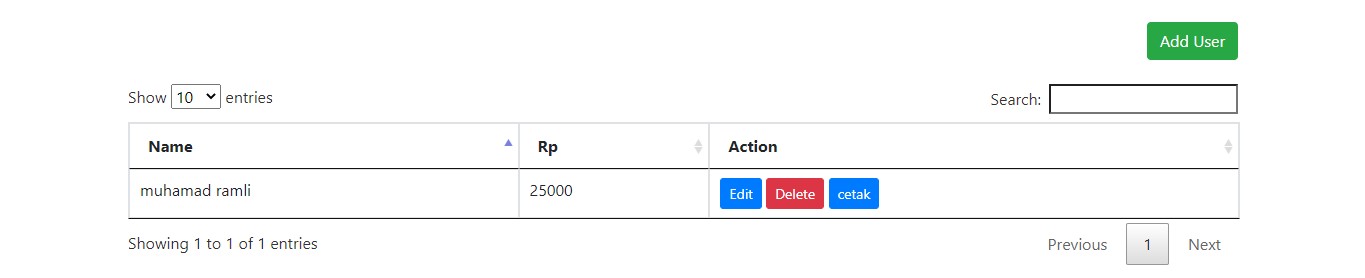 Add User
Show 10 entries Search:
Name Rp Action
muhamad ramli 25000 Edit Delete cetak
Showing 1 to 1 of 1 entries Previous 1 Next